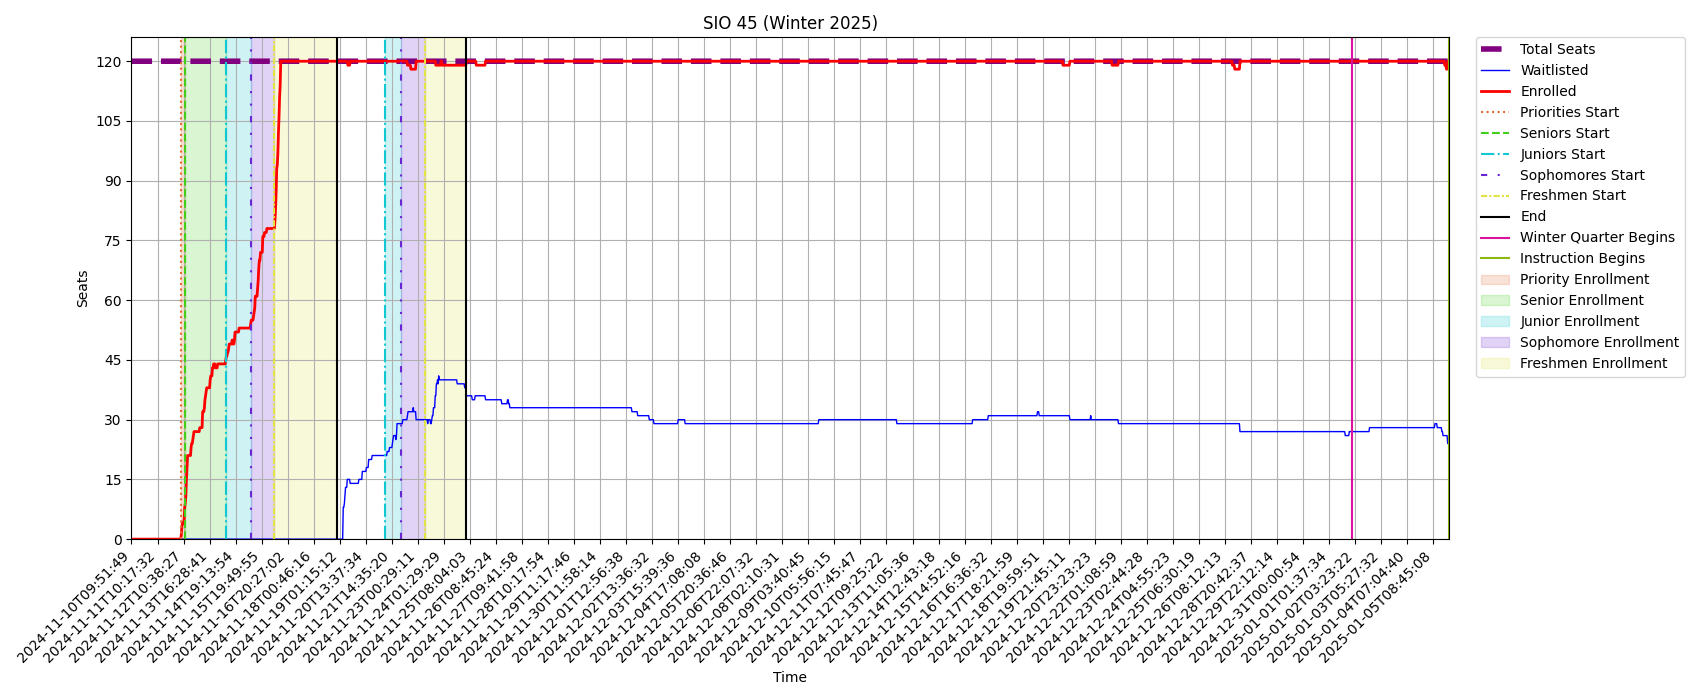 SIO 45 (Winter 2025)
Seats
120
105
90
75
60
45
30
15
0
2024-11-10T09:51:49
2024-11-11T10:17:32
2024-11-12T10:38:27
2024-11-13T16:28:41
2024-11-14T19:13:54
2024-11-15T19:49:55
2024-11-16T20:27:02
2024-11-18T00:46:16
2024-11-19T01:15:12
2024-11-20T13:37:34
2024-11-21T14:35:20
2024-11-23T00:29:11
2024-11-24T01:29:29
2024-11-25T08:04:03
2024-11-26T08:45:24
2024-11-27T09:41:58
2024-11-28T10:17:54
2024-11-29T11:17:46
2024-11-30T11:58:14
2024-12-01T12:56:38
2024-12-02T13:36:32
2024-12-03T15:39:36
2024-12-04T17:08:08
2024-12-05T20:36:46
2024-12-06T22:07:32
2024-12-08T02:10:31
2024-12-09T03:40:45
2024-12-10T05:56:15
2024-12-11T07:45:47
2024-12-12T09:25:22
2024-12-13T11:05:36
2024-12-14T12:43:18
2024-12-15T14:52:16
2024-12-16T16:36:32
2024-12-17T18:21:59
2024-12-18T19:59:51
2024-12-19T21:45:11
2024-12-20T23:23:23
2024-12-22T01:08:59
2024-12-23T02:44:28
2024-12-24T04:55:23
2024-12-25T06:30:19
2024-12-26T08:12:13
2024-12-28T20:42:37
2024-12-29T22:12:14
2024-12-31T00:00:54
2025-01-01T01:37:34
2025-01-02T03:23:22
2025-01-03T05:27:32
2025-01-04T07:04:40
2025-01-05T08:45:08
Time
Total Seats
Waitlisted
Enrolled
Priorities Start
Seniors Start
Juniors Start
Sophomores Start
Freshmen Start
End
Winter Quarter Begins
Instruction Begins
Priority Enrollment
Senior Enrollment
Junior Enrollment
Sophomore Enrollment
Freshmen Enrollment